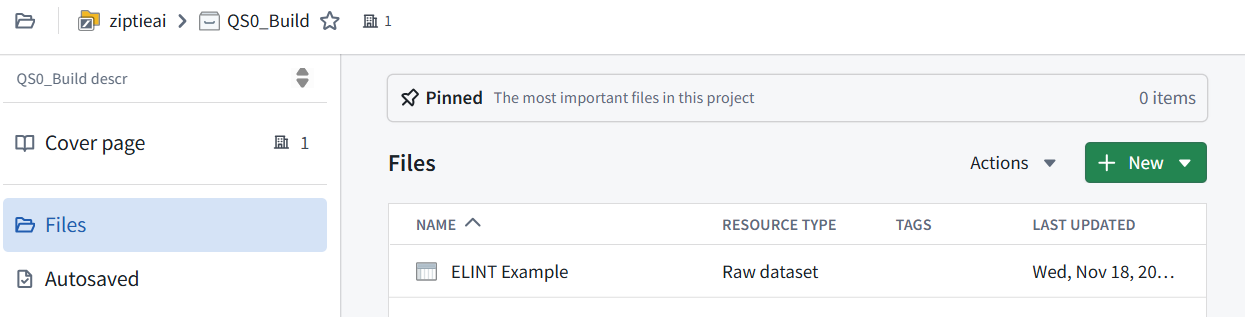 ziptieai > QS0_Build 1
QS0_Build descr
Cover page 1
Files
Autosaved
Pinned The most important files in this project 0 items
Files Actions New
NAME RESOURCE TYPE TAGS LAST UPDATED
ELINT Example Raw dataset Wed, Nov 18, 20…